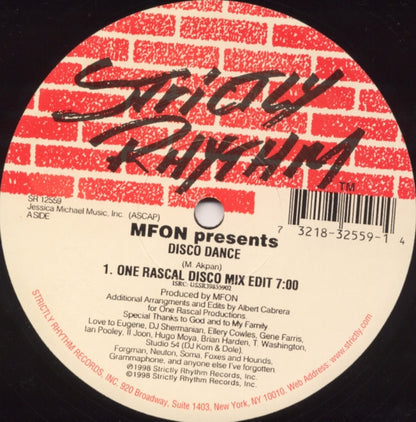 STRICTLY
RHYTHM
TM
SR 12559
Jessica Michael Music, Inc. (ASCAP)
A SIDE
7 3218-32559-1 4
MFON presents
DISCO DANCE
(M. Akpan)
1. ONE RASCAL DISCO MIX EDIT 7:00
ISRC: USSR39855902
Produced by MFON
Additional Arrangments and Edits by Albert Cabrera
for One Rascal Productions.
Special Thanks to God and to My Family
Love to Eugene, DJ Shermanian, Ellery Cowles, Gene Farris,
Ian Pooley, Il Joon, Hugo Moya, Brian Harden, T. Washington,
Studio 54 (DJ Kom & Dole),
Forgman, Neuton, Soma, Foxes and Hounds,
Grammaphone, and anyone else I've forgotten
℗1998 Strictly Rhythm Records, Inc.
©1998 Strictly Rhythm Records, Inc.
STRICTLY RHYTHM RECORDS, INC. 920 Broadway, Suite 1403, New York, N.Y. 10010. Web Address: www.strictly.com